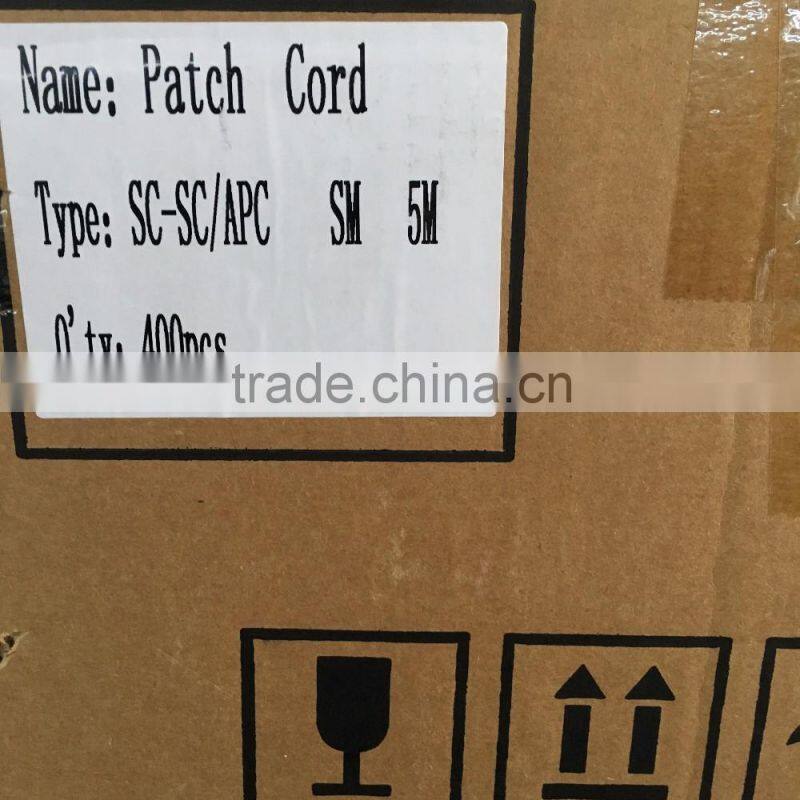 Name: Patch Cord
Type: SC-SC/APC SM 5M
Q'ty: 400pcs
trade.china.cn